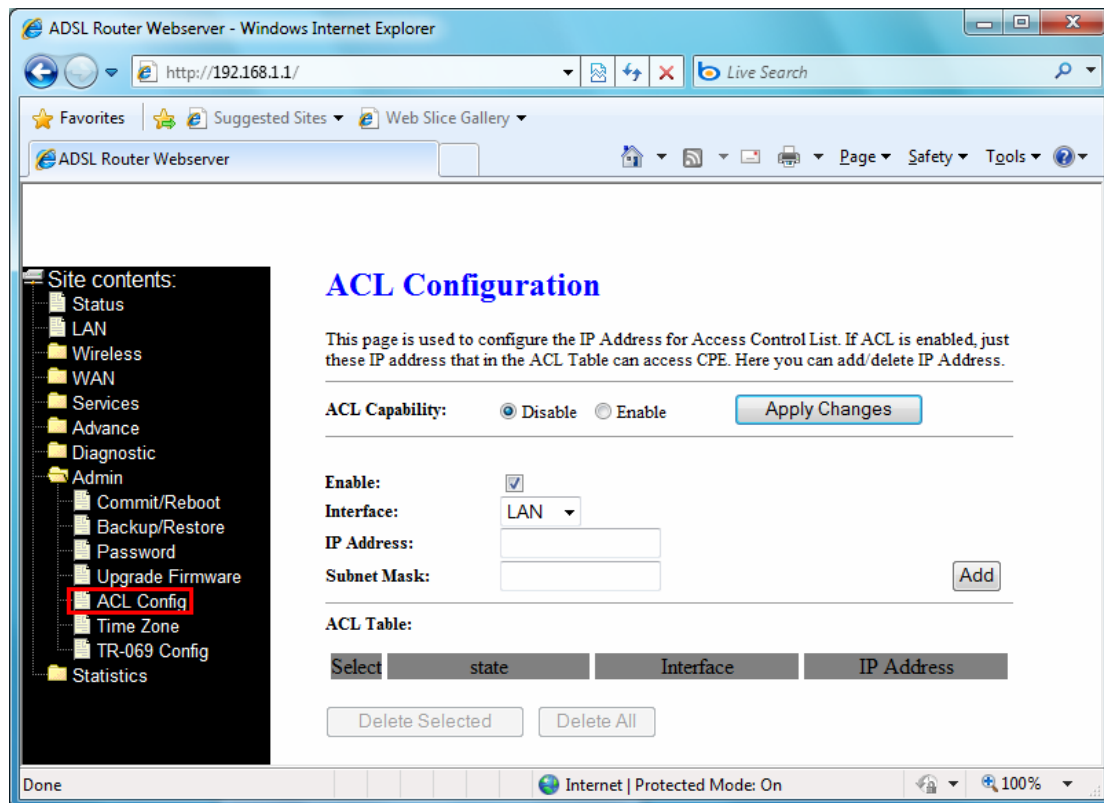 ADSL Router Webserver - Windows Internet Explorer
http://192.168.1.1/
Live Search
Favorites
Suggested Sites
Web Slice Gallery
ADSL Router Webserver
Page
Safety
Tools
Site contents:
Status
LAN
Wireless
WAN
Services
Advance
Diagnostic
Admin
Commit/Reboot
Backup/Restore
Password
Upgrade Firmware
ACL Config
Time Zone
TR-069 Config
Statistics
ACL Configuration
This page is used to configure the IP Address for Access Control List. If ACL is enabled, just
these IP address that in the ACL Table can access CPE. Here you can add/delete IP Address.
ACL Capability: Disable Enable Apply Changes
Enable:
Interface: LAN
IP Address:
Subnet Mask: Add
ACL Table:
Select state Interface IP Address
Delete Selected Delete All
Done Internet | Protected Mode: On 100%